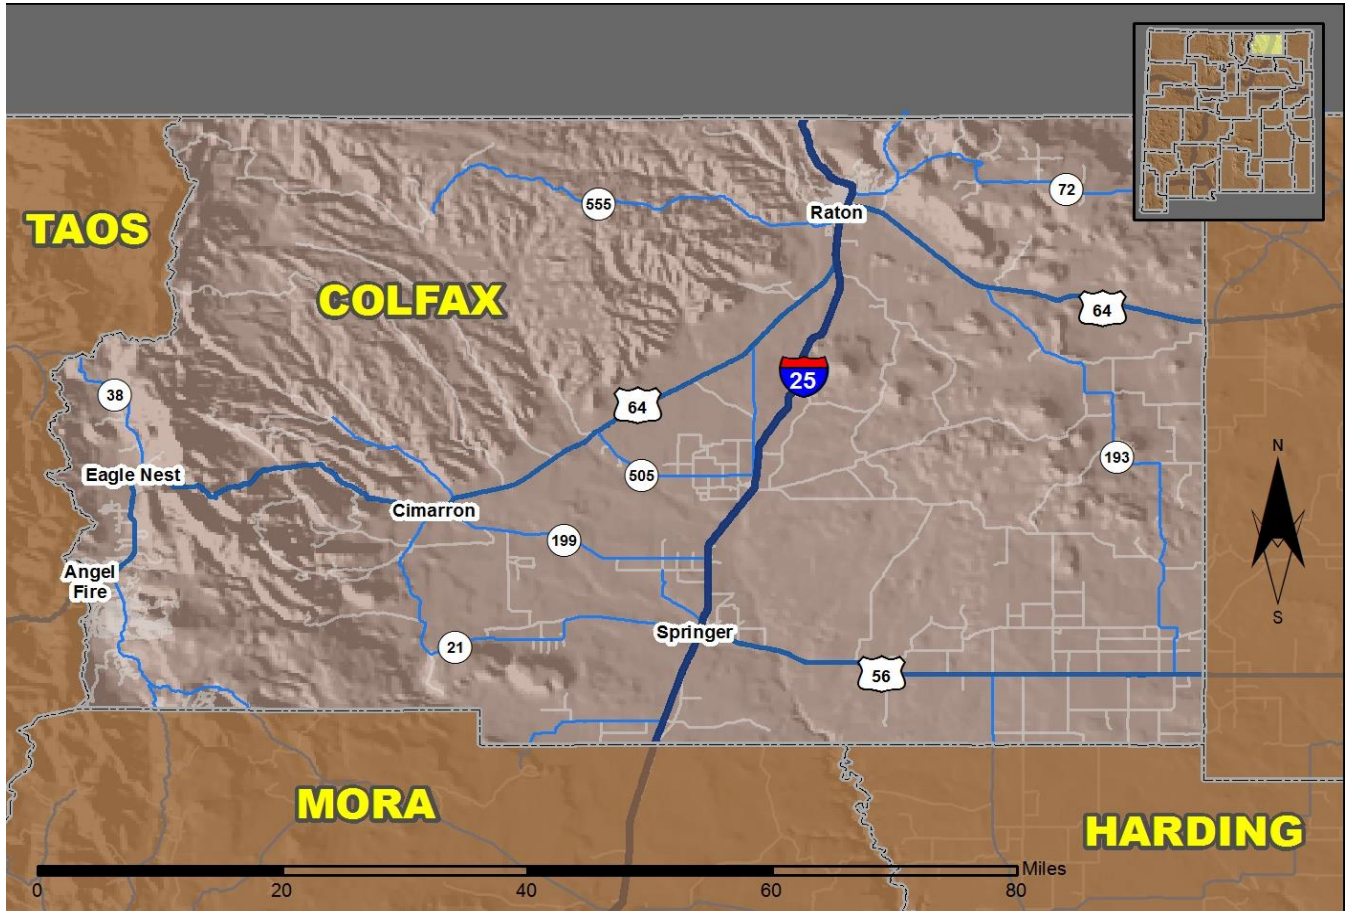 72
555
Raton
TAOS
COLFAX
64
25
38
64
N
193
Eagle Nest
505
Cimarron
199
Angel
Fire
S
Springer
21
56
MORA
HARDING
Miles
0 20 40 60 80